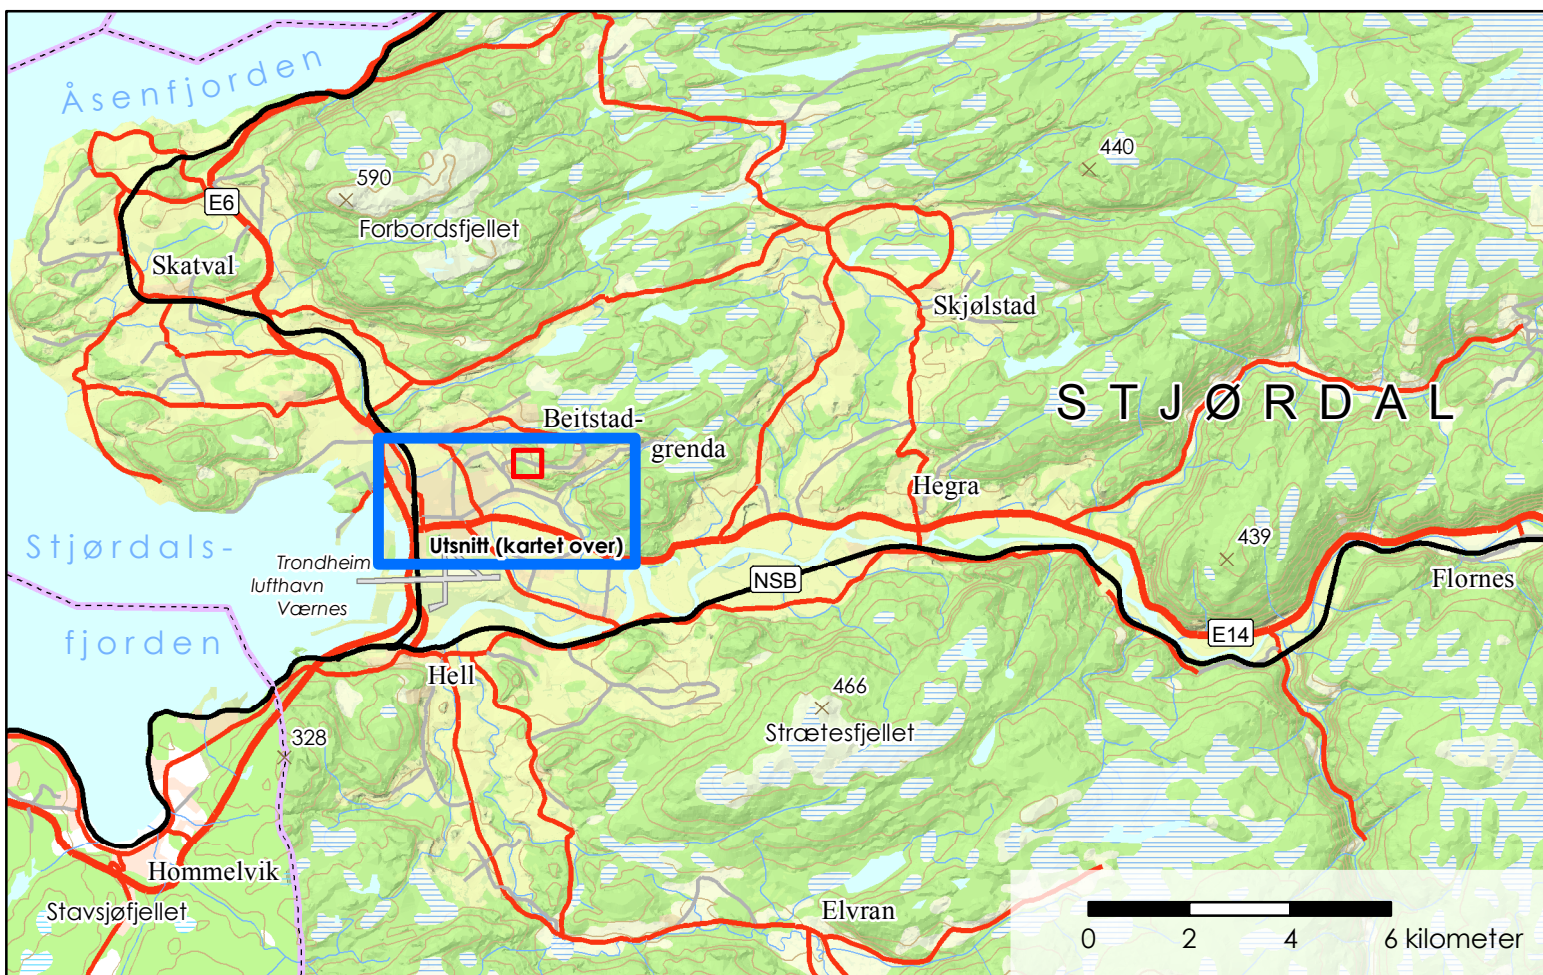 Åsenfjorden
440
590
E6
Forbordsfjellet
Skatval
Skjølstad
STJØRDAL
Beitstad-
grenda
Hegra
Utsnitt (kartet over)
Stjørdals-
fjorden
Trondheim
lufthavn
Værnes
439
NSB
Flornes
E14
Hell
466
Strætesfjellet
328
Hommelvik
Stavsjøfjellet
Elvran
0 2 4 6 kilometer